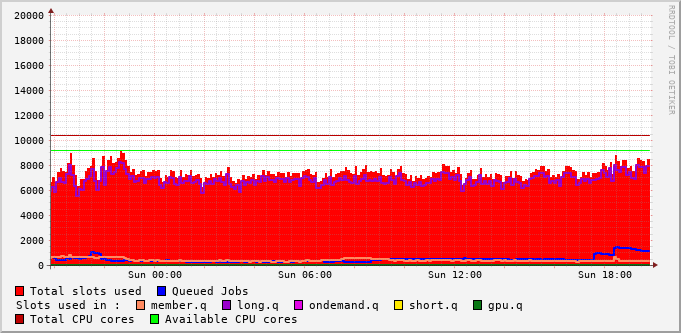 20000
18000
16000
14000
12000
10000
8000
6000
4000
2000
0
Sun 00:00 Sun 06:00 Sun 12:00 Sun 18:00
RRDTOOL / TOBI OETIKER
Total slots used Queued Jobs
Slots used in : member.q long.q ondemand.q short.q gpu.q
Total CPU cores Available CPU cores